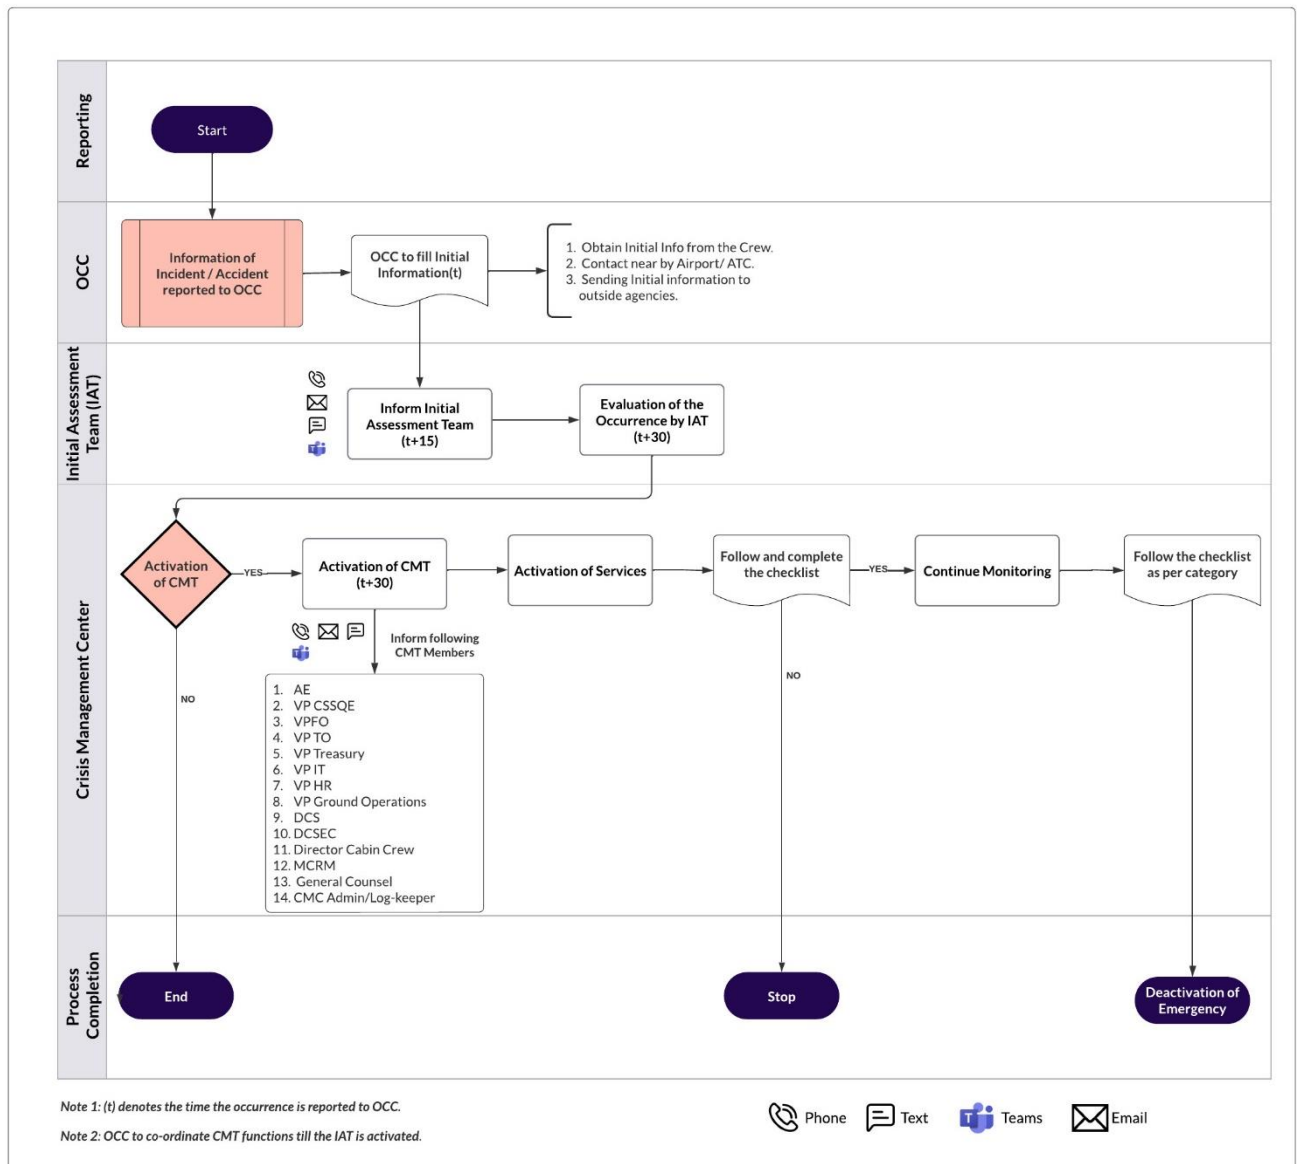 Reporting
Start
OCC
Information of
Incident / Accident
reported to OCC
OCC to fill Initial
Information(t)
1. Obtain Initial Info from the Crew.
2. Contact near by Airport/ ATC.
3. Sending Initial information to
outside agencies.
Initial Assessment
Team (IAT)
Inform Initial
Assessment Team
(t+15)
Evaluation of the
Occurrence by IAT
(t+30)
Crisis Management Center
Activation
of CMT
YES
Activation of CMT
(t+30)
Activation of Services
Follow and complete
the checklist
YES
Continue Monitoring
Follow the checklist
as per category
Inform following
CMT Members
NO
NO
1. AE
2. VP CSSQE
3. VPFO
4. VP TO
5. VP Treasury
6. VP IT
7. VP HR
8. VP Ground Operations
9. DCS
10. DCSEC
11. Director Cabin Crew
12. MCRM
13. General Counsel
14. CMC Admin/Log-keeper
Process
Completion
End
Stop
Deactivation of
Emergency
Note 1: (t) denotes the time the occurrence is reported to OCC.
Note 2: OCC to co-ordinate CMT functions till the IAT is activated.
Phone
Text
Teams
Email